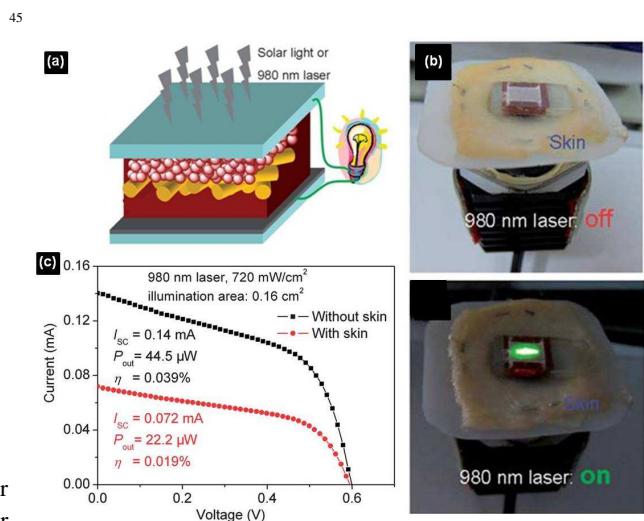 45
(a)
Solar light or
980 nm laser
(b)
Skin
980 nm laser: off
(c)
980 nm laser, 720 mW/cm²
illumination area: 0.16 cm²
Without skin
With skin
I_SC = 0.14 mA
P_out = 44.5 µW
η = 0.039%
I_SC = 0.072 mA
P_out = 22.2 µW
η = 0.019%
Current (mA)
0.16
0.12
0.08
0.04
0.00
0.0 0.2 0.4 0.6
Voltage (V)
Skin
980 nm laser: on
r
r